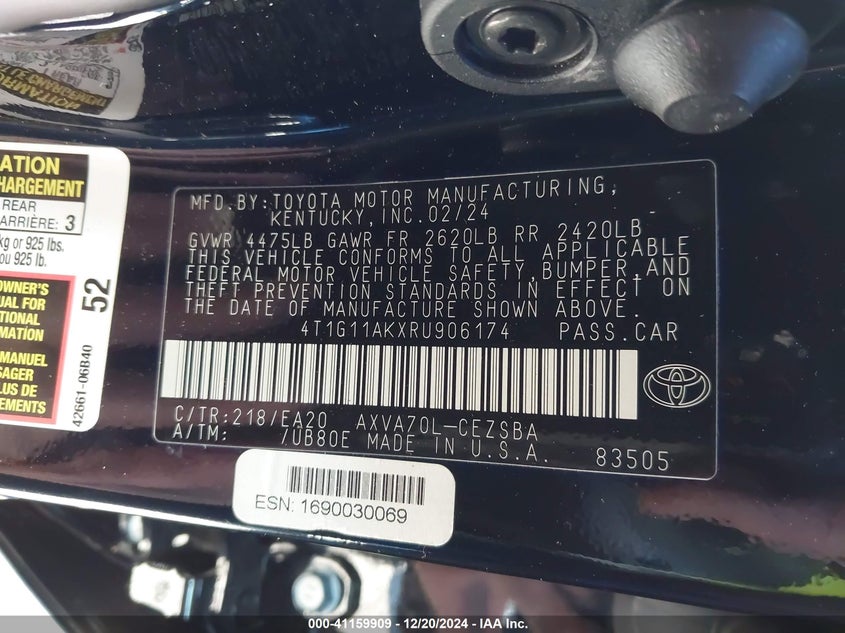 ATION
HARGEMENT
REAR
ARRIÈRE: 3
kg or 925 lbs.
ou 925 lb.
OWNER'S
UAL FOR
TIONAL
MATION
MANUEL
SAGER
LUS DE
EMENTS
52
42661-06B40
MFD.BY:TOYOTA MOTOR MANUFACTURING,
KENTUCKY,INC.02/24
GVWR 4475LB GAWR FR 2620LB RR 2420LB
THIS VEHICLE CONFORMS TO ALL APPLICABLE
FEDERAL MOTOR VEHICLE SAFETY,BUMPER,AND
THEFT PREVENTION STANDARDS IN EFFECT ON
THE DATE OF MANUFACTURE SHOWN ABOVE.
4T1G11AKXRU906174 PASS.CAR
C/TR:218/EA20 AXVA70L-CEZSBA
A/TM: /UB80E MADE IN U.S.A. 83505
ESN: 1690030069
000-41159909 - 12/20/2024 - IAA Inc.